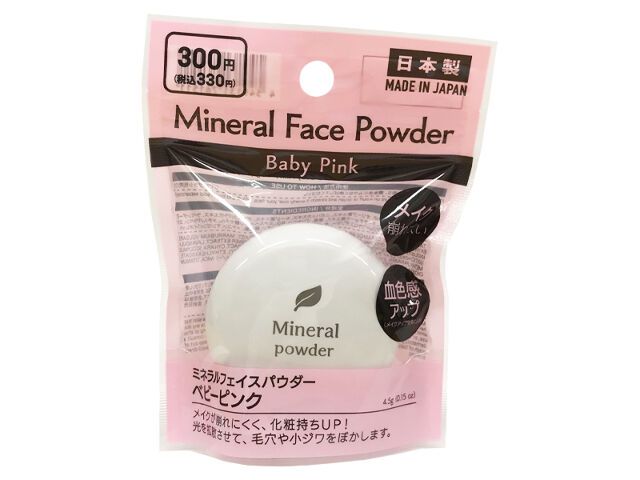 300円
(税込330円)
日本製
MADE IN JAPAN
Mineral Face Powder
Baby Pink
メイク
崩れにくい
血色感
アップ
Mineral
powder
ミネラルフェイスパウダー
ベビーピンク
4.5g (0.15 oz)
メイクが崩れにくく、化粧持ちUP!
光を拡散させて、毛穴や小ジワをぼかします。